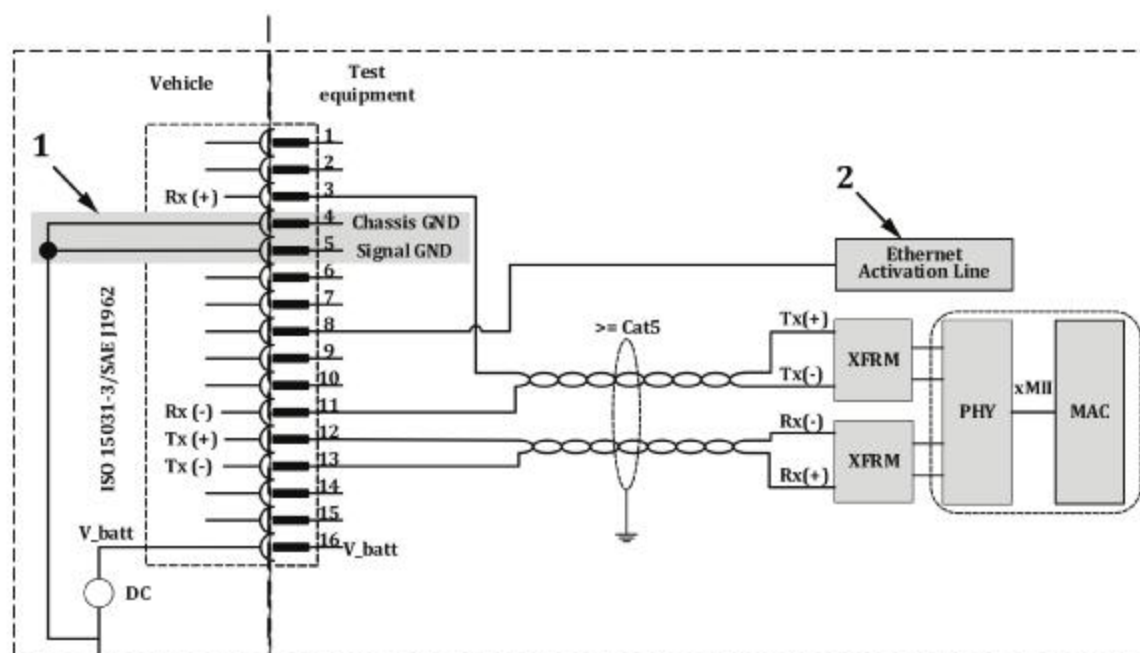 Vehicle
Test
equipment
1
1
2
Rx (+)
3
4
Chassis GND
5
Signal GND
6
7
8
9
10
Rx (-)
11
Tx (+)
12
Tx (-)
13
14
15
V_batt
16
V_batt
DC
ISO 15031-3/SAE J1962
2
Ethernet
Activation Line
>= Cat5
Tx(+)
Tx(-)
XFRM
Rx(-)
Rx(+)
XFRM
PHY
xMII
MAC